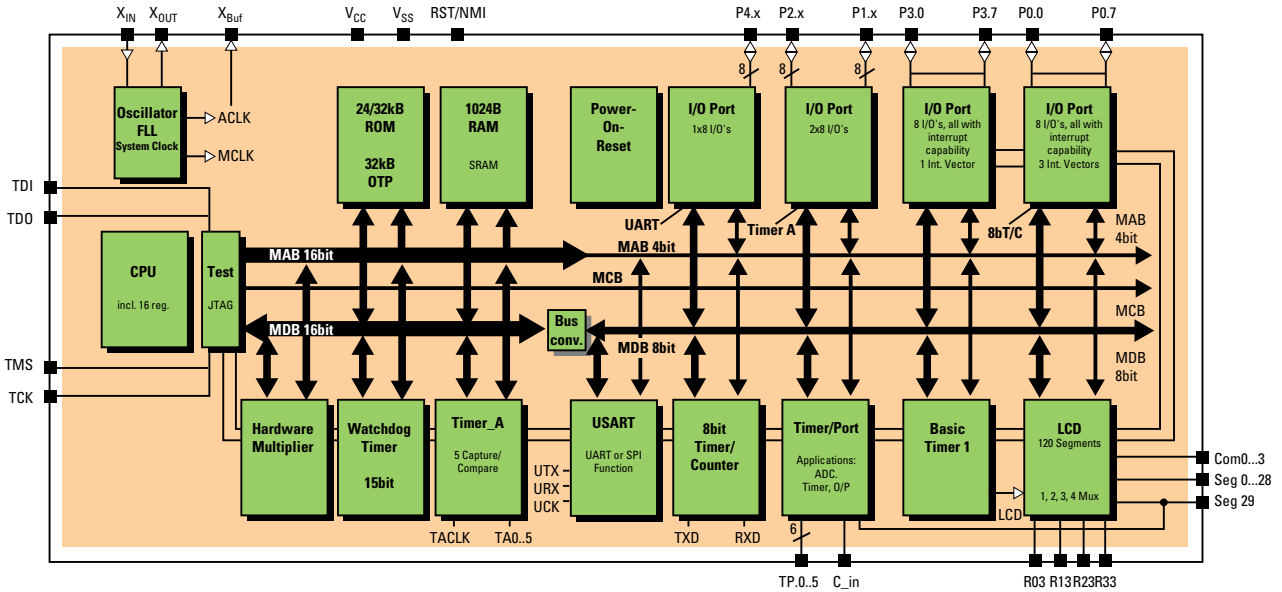 XIN XOUT XBuf VCC VSS RST/NMI P4.x P2.x P1.x P3.0 P3.7 P0.0 P0.7
8 8 8
Oscillator
FLL
System Clock
ACLK
MCLK
24/32kB
ROM
32kB
OTP
1024B
RAM
SRAM
Power-
On-
Reset
I/O Port
1x8 I/O's
I/O Port
2x8 I/O's
I/O Port
8 I/O's, all with
interrupt
capability
1 Int. Vector
I/O Port
8 I/O's, all with
interrupt
capability
3 Int. Vectors
TDI
TDO
UART
Timer A
8bT/C
MAB
4bit
CPU
incl. 16 reg.
Test
JTAG
MAB 16bit
MAB 4bit
MCB
MCB
MDB 16bit
Bus
conv.
MDB 8bit
MDB
8bit
TMS
TCK
Hardware
Multiplier
Watchdog
Timer
15bit
Timer_A
5 Capture/
Compare
USART
UART or SPI
Function
UTX
URX
UCK
8bit
Timer/
Counter
Timer/Port
Applications:
ADC.
Timer, O/P
Basic
Timer 1
LCD
LCD
120 Segments
1, 2, 3, 4 Mux
Com0...3
Seg 0...28
Seg 29
TACLK TA0..5 TXD RXD
6
TP.0..5 C_in R03 R13 R23 R33